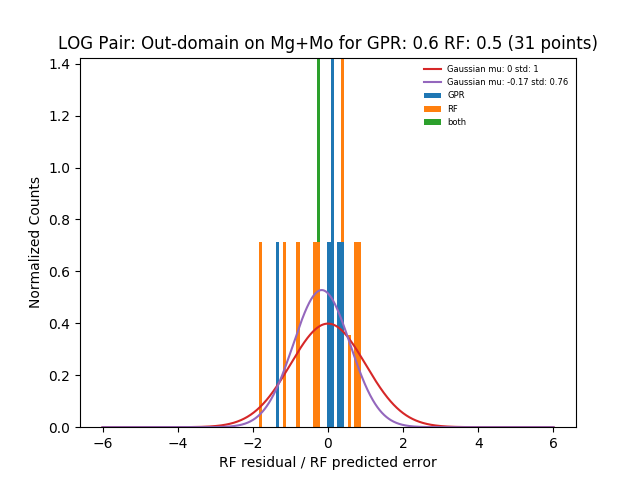 LOG Pair: Out-domain on Mg+Mo for GPR: 0.6 RF: 0.5 (31 points)
Gaussian mu: 0 std: 1
Gaussian mu: -0.17 std: 0.76
GPR
RF
both
1.4
1.2
1.0
0.8
0.6
0.4
0.2
0.0
Normalized Counts
−6 −4 −2 0 2 4 6
RF residual / RF predicted error